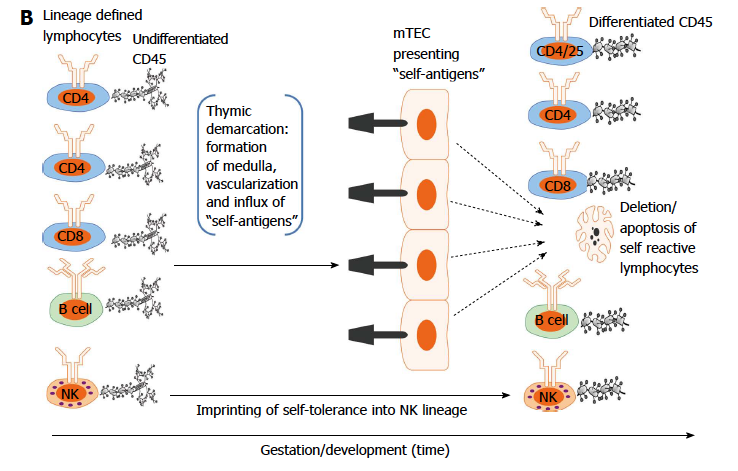 B
Lineage defined
lymphocytes
Undifferentiated
CD45
CD4
CD4
CD8
B cell
NK
Thymic
demarcation:
formation
of medulla,
vascularization
and influx of
“self-antigens”
mTEC
presenting
“self-antigens”
Differentiated CD45
CD4/25
CD4
CD8
Deletion/
apoptosis of
self reactive
lymphocytes
B cell
NK
Imprinting of self-tolerance into NK lineage
Gestation/development (time)